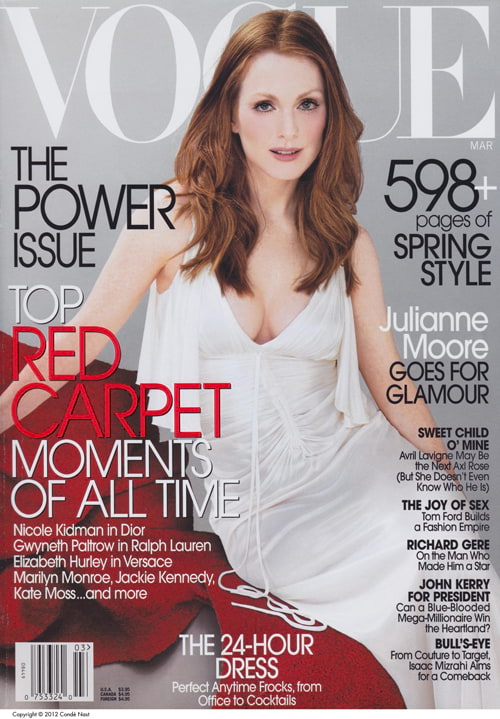 VOGUE
MAR
THE
POWER
ISSUE
598+
pages of
SPRING
STYLE
TOP
RED
CARPET
MOMENTS
OF ALL TIME
Nicole Kidman in Dior
Gwyneth Paltrow in Ralph Lauren
Elizabeth Hurley in Versace
Marilyn Monroe, Jackie Kennedy,
Kate Moss...and more
Julianne
Moore
GOES FOR
GLAMOUR
SWEET CHILD
O' MINE
Avril Lavigne May Be
the Next Axl Rose
(But She Doesn't Even
Know Who He Is)
THE JOY OF SEX
Tom Ford Builds
a Fashion Empire
RICHARD GERE
On the Man Who
Made Him a Star
JOHN KERRY
FOR PRESIDENT
Can a Blue-Blooded
Mega-Millionaire Win
the Heartland?
BULL'S-EYE
From Couture to Target,
Isaac Mizrahi Aims
for a Comeback
THE 24-HOUR
DRESS
Perfect Anytime Frocks, from
Office to Cocktails
03>
U.S.A.
CANADA
FOREIGN
Copyright © 2012 Condé Nast